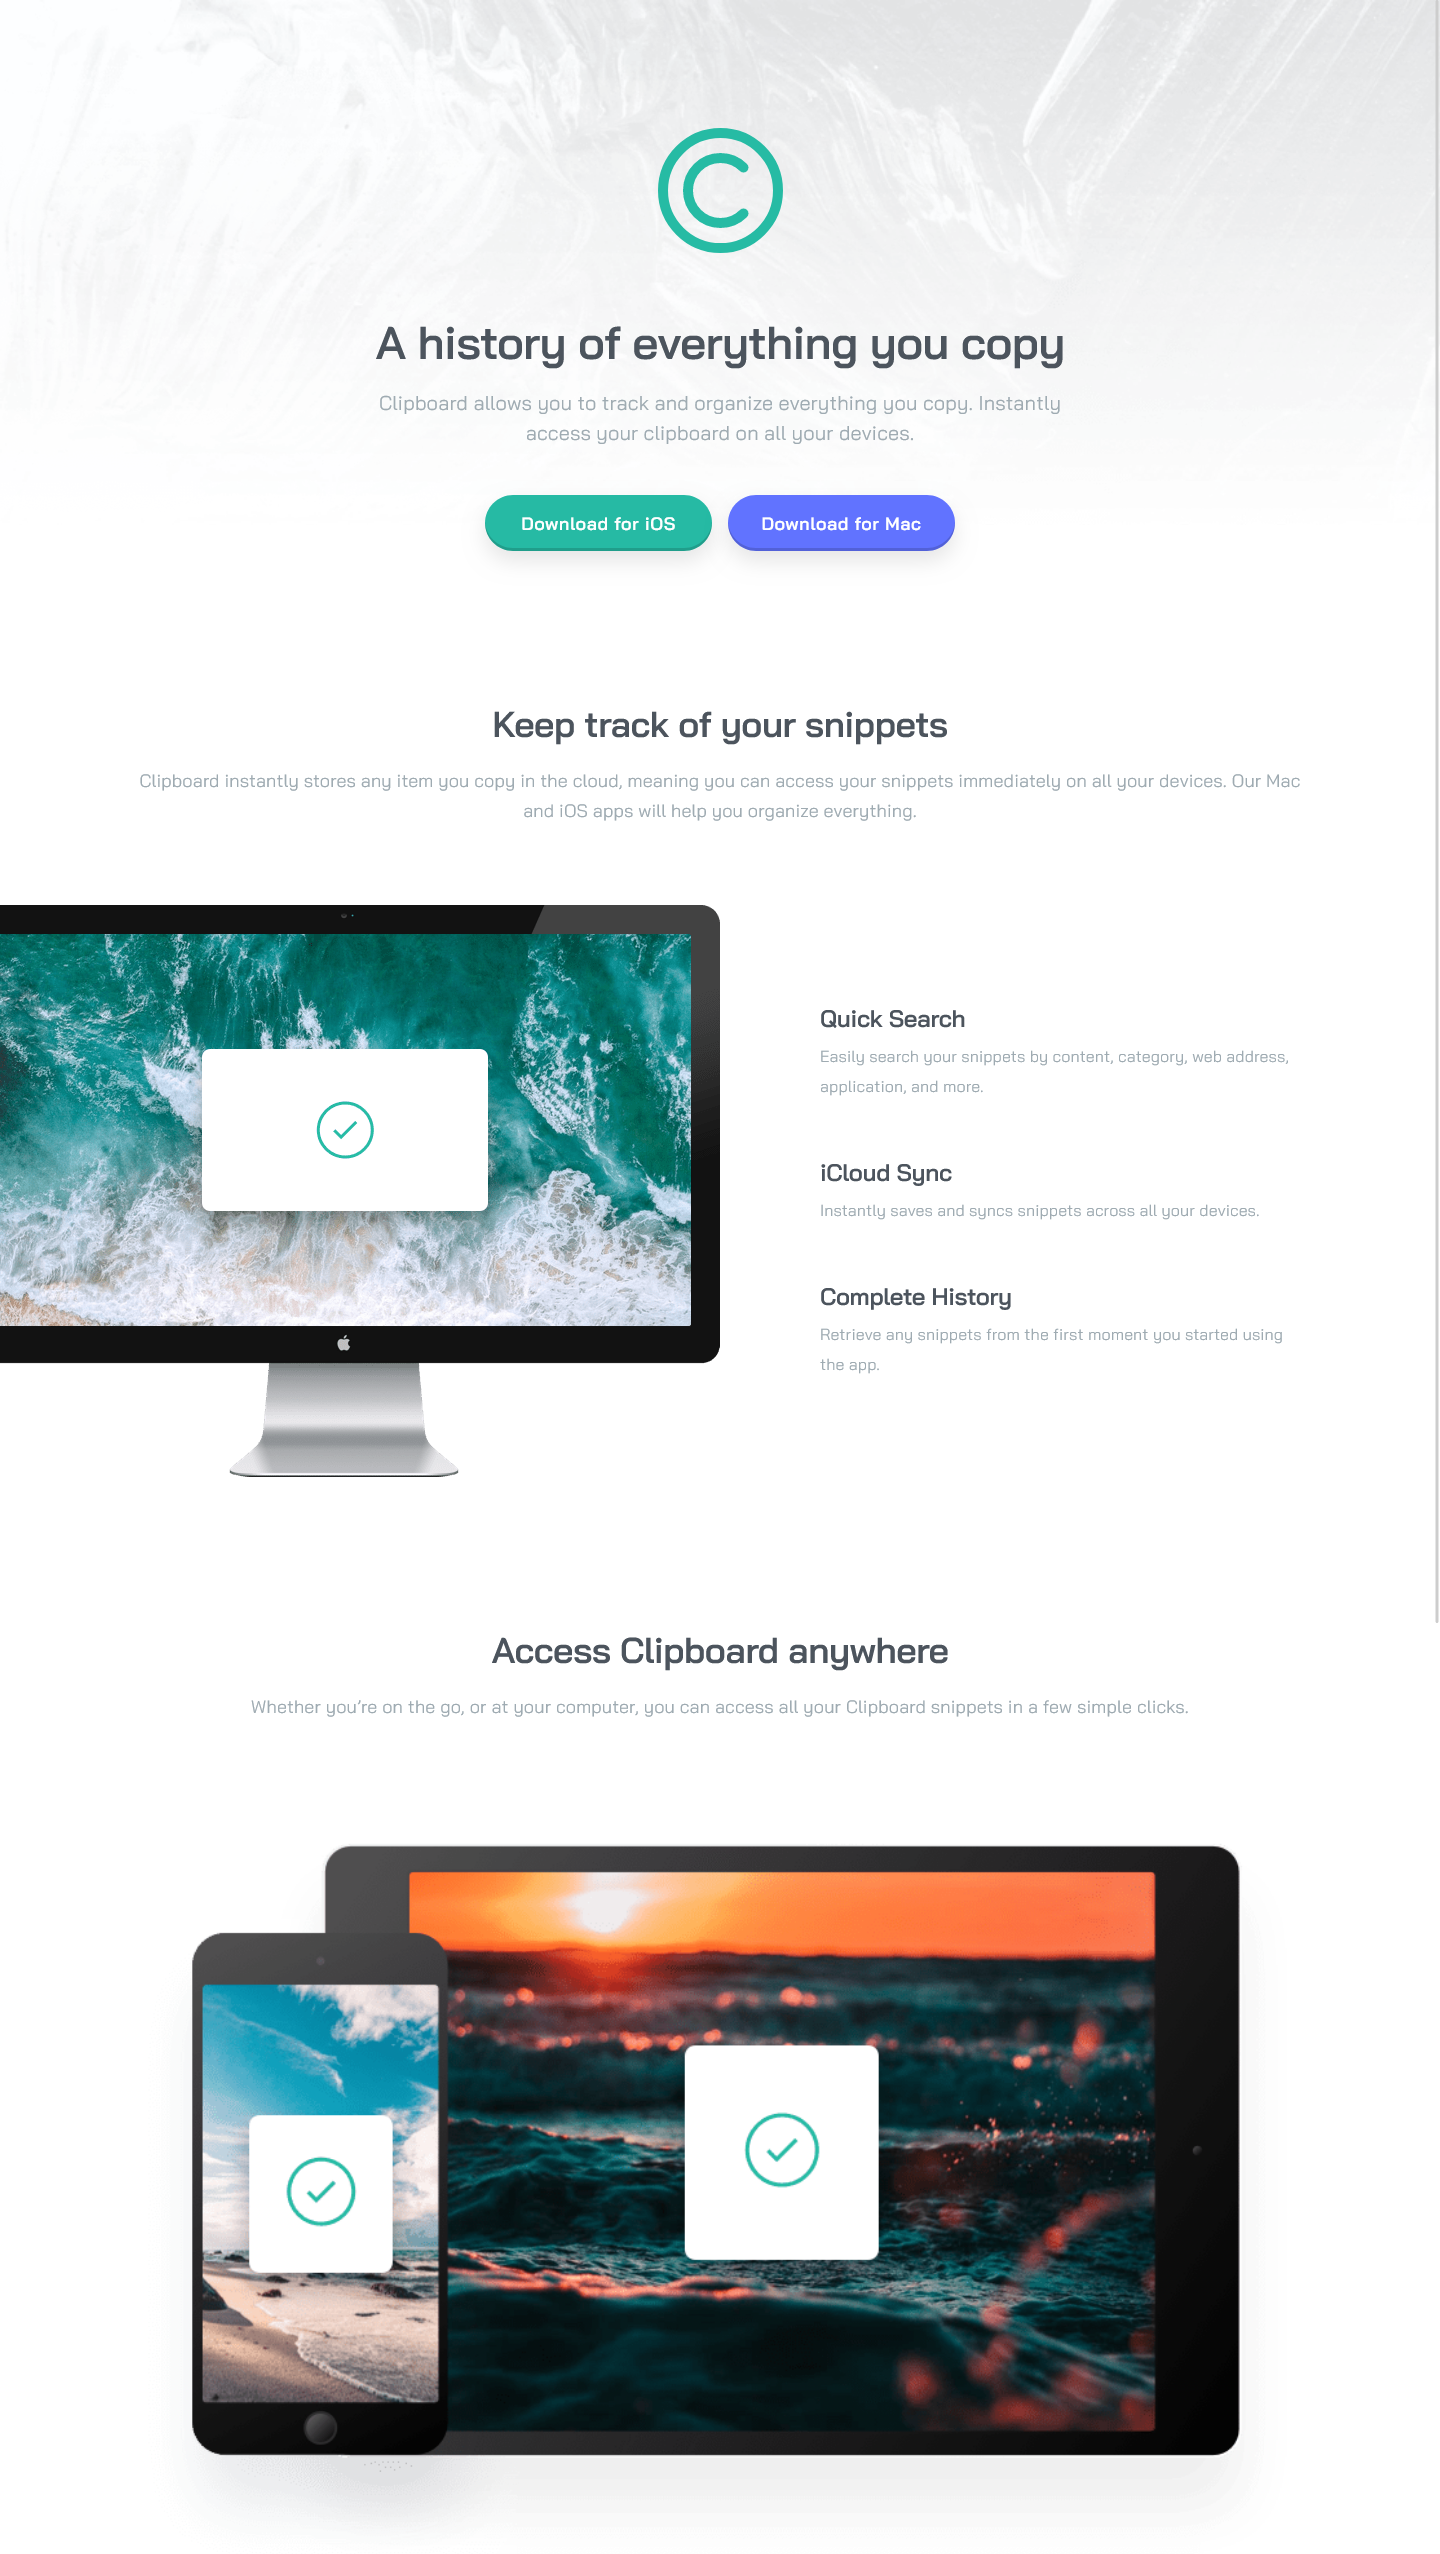 A history of everything you copy
Clipboard allows you to track and organize everything you copy. Instantly
access your clipboard on all your devices.
Download for iOS
Download for Mac
Keep track of your snippets
Clipboard instantly stores any item you copy in the cloud, meaning you can access your snippets immediately on all your devices. Our Mac
and iOS apps will help you organize everything.
Quick Search
Easily search your snippets by content, category, web address,
application, and more.
iCloud Sync
Instantly saves and syncs snippets across all your devices.
Complete History
Retrieve any snippets from the first moment you started using
the app.
Access Clipboard anywhere
Whether you’re on the go, or at your computer, you can access all your Clipboard snippets in a few simple clicks.